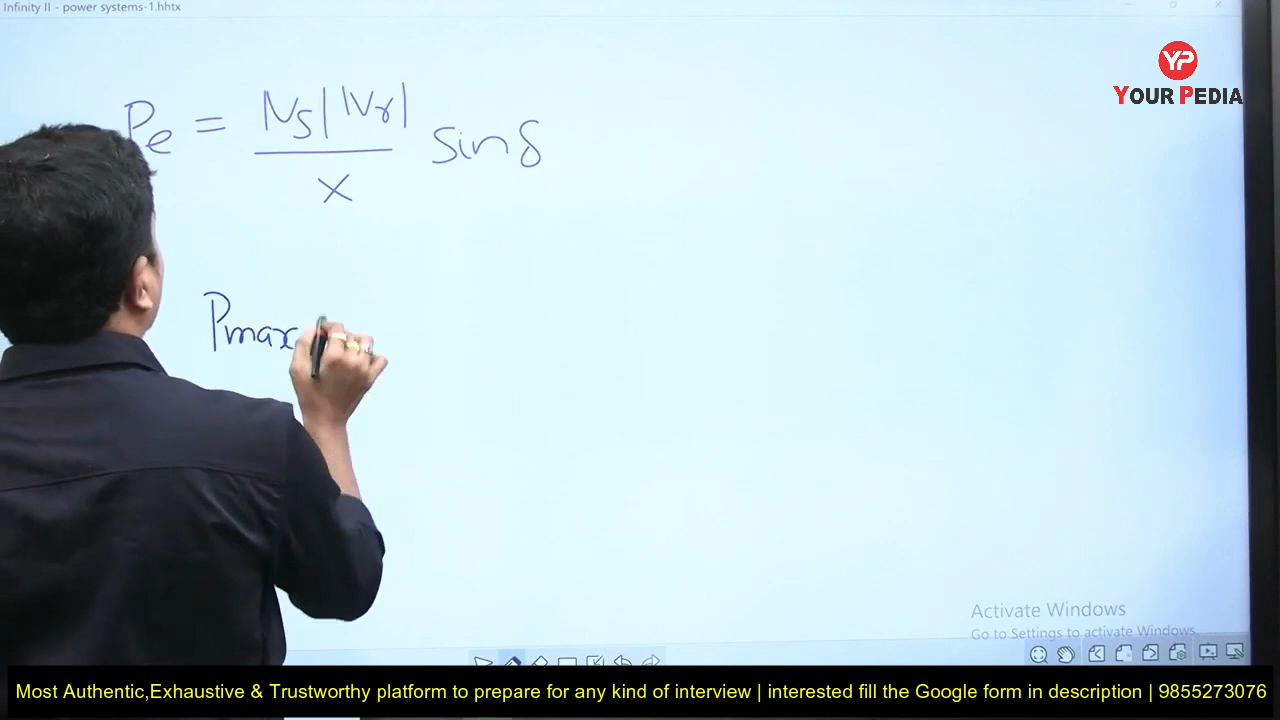 Infinity II - power systems-1.hhtx
YP
YOUR PEDIA
Pe = |Vs| |Vr| / x sin δ
Pmax
Activate Windows
Go to Settings to activate Windows.
Most Authentic,Exhaustive & Trustworthy platform to prepare for any kind of interview | interested fill the Google form in description | 9855273076